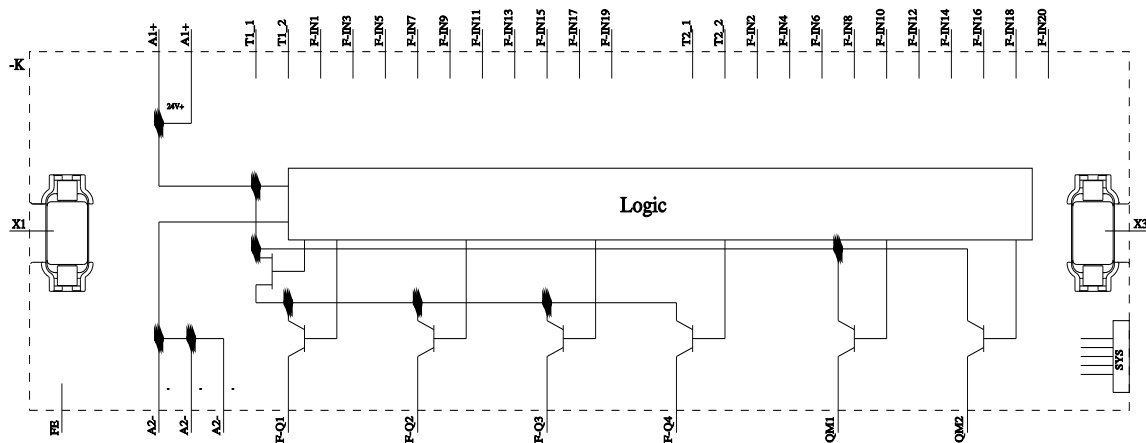 A1+
A1+
T1_1
T1_2
F-IN1
F-IN3
F-IN5
F-IN7
F-IN9
F-IN11
F-IN13
F-IN15
F-IN17
F-IN19
T2_1
T2_2
F-IN2
F-IN4
F-IN6
F-IN8
F-IN10
F-IN12
F-IN14
F-IN16
F-IN18
F-IN20
-K
24V+
Logic
X1
X3
SYS
FE
A2-
A2-
A2-
F-Q1
F-Q2
F-Q3
F-Q4
QM1
QM2